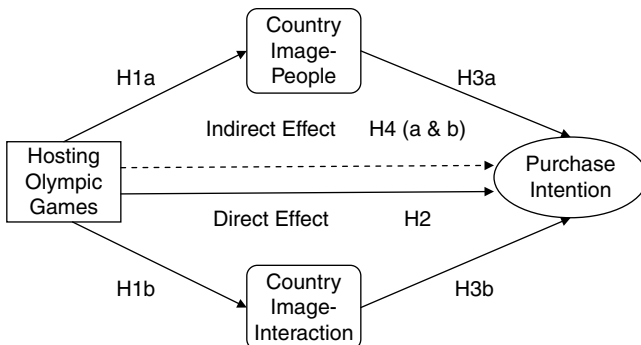 Country
Image-
People
H1a
H3a
Indirect Effect H4 (a & b)
Hosting
Olympic
Games
Purchase
Intention
Direct Effect H2
H1b
Country
Image-
Interaction
H3b